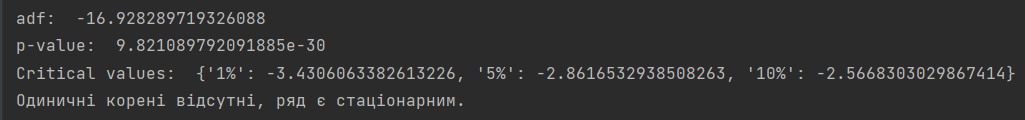 adf:  -16.928289719326088
p-value:  9.821089792091885e-30
Critical values:  {'1%': -3.4306063382613226, '5%': -2.8616532938508263, '10%': -2.5668303029867414}
Одиничні корені відсутні, ряд є стаціонарним.